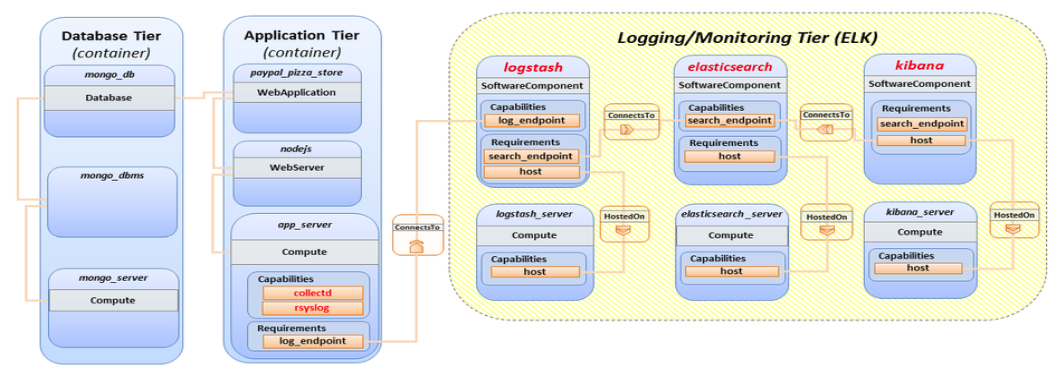 Database Tier
(container)
mongo_db
Database
mongo_dbms
mongo_server
Compute
Application Tier
(container)
paypal_pizza_store
WebApplication
nodejs
WebServer
app_server
Compute
Capabilities
collectd
rsyslog
Requirements
log_endpoint
ConnectsTo
Logging/Monitoring Tier (ELK)
logstash
SoftwareComponent
Capabilities
log_endpoint
Requirements
search_endpoint
host
ConnectsTo
elasticsearch
SoftwareComponent
Capabilities
search_endpoint
Requirements
host
ConnectsTo
kibana
SoftwareComponent
Requirements
search_endpoint
host
logstash_server
Compute
Capabilities
host
HostedOn
elasticsearch_server
Compute
Capabilities
host
HostedOn
kibana_server
Compute
Capabilities
host
HostedOn